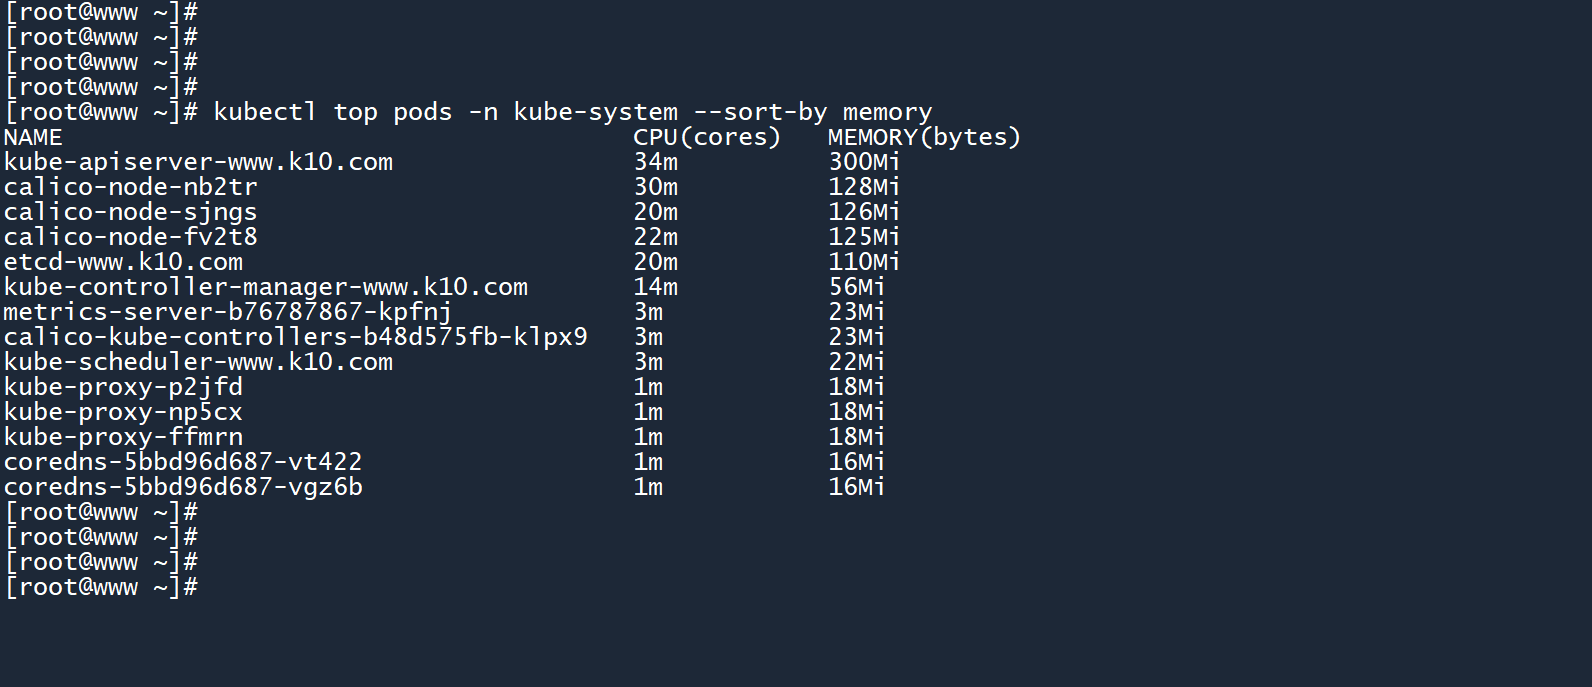 [root@www ~]#
[root@www ~]#
[root@www ~]#
[root@www ~]#
[root@www ~]# kubectl top pods -n kube-system --sort-by memory
NAME CPU(cores) MEMORY(bytes)
kube-apiserver-www.k10.com 34m 300Mi
calico-node-nb2tr 30m 128Mi
calico-node-sjngs 20m 126Mi
calico-node-fv2t8 22m 125Mi
etcd-www.k10.com 20m 110Mi
kube-controller-manager-www.k10.com 14m 56Mi
metrics-server-b76787867-kpfnj 3m 23Mi
calico-kube-controllers-b48d575fb-klpx9 3m 23Mi
kube-scheduler-www.k10.com 3m 22Mi
kube-proxy-p2jfd 1m 18Mi
kube-proxy-np5cx 1m 18Mi
kube-proxy-ffmrn 1m 18Mi
coredns-5bbd96d687-vt422 1m 16Mi
coredns-5bbd96d687-vgz6b 1m 16Mi
[root@www ~]#
[root@www ~]#
[root@www ~]#
[root@www ~]#